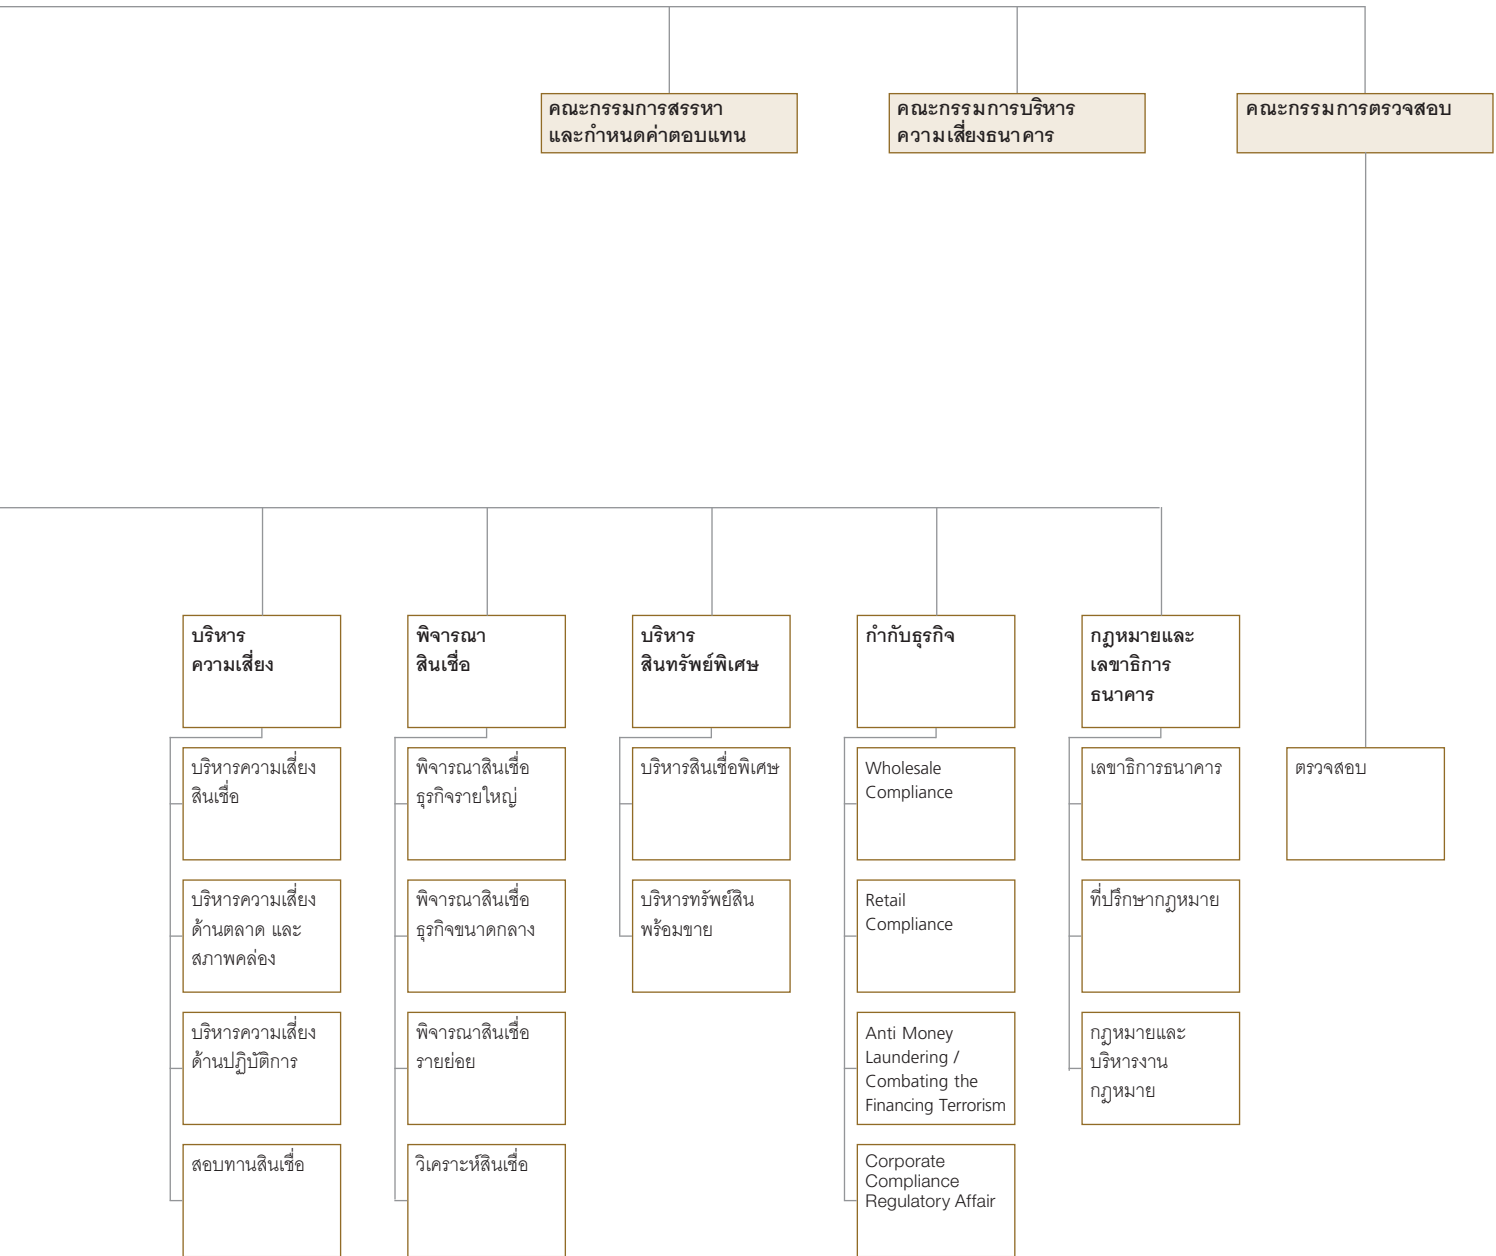 คณะกรรมการสรรหา
และกำหนดค่าตอบแทน
คณะกรรมการบริหาร
ความเสี่ยงธนาคาร
คณะกรรมการตรวจสอบ
บริหาร
ความเสี่ยง
พิจารณา
สินเชื่อ
บริหาร
สินทรัพย์พิเศษ
กำกับธุรกิจ
กฎหมายและ
เลขาธิการ
ธนาคาร
บริหารความเสี่ยง
สินเชื่อ
พิจารณาสินเชื่อ
ธุรกิจรายใหญ่
บริหารสินเชื่อพิเศษ
Wholesale
Compliance
เลขาธิการธนาคาร
ตรวจสอบ
บริหารความเสี่ยง
ด้านตลาด และ
สภาพคล่อง
พิจารณาสินเชื่อ
ธุรกิจขนาดกลาง
บริหารทรัพย์สิน
พร้อมขาย
Retail
Compliance
ที่ปรึกษากฎหมาย
บริหารความเสี่ยง
ด้านปฏิบัติการ
พิจารณาสินเชื่อ
รายย่อย
Anti Money
Laundering /
Combating the
Financing Terrorism
กฎหมายและ
บริหารงาน
กฎหมาย
สอบทานสินเชื่อ
วิเคราะห์สินเชื่อ
Corporate
Compliance
Regulatory Affair